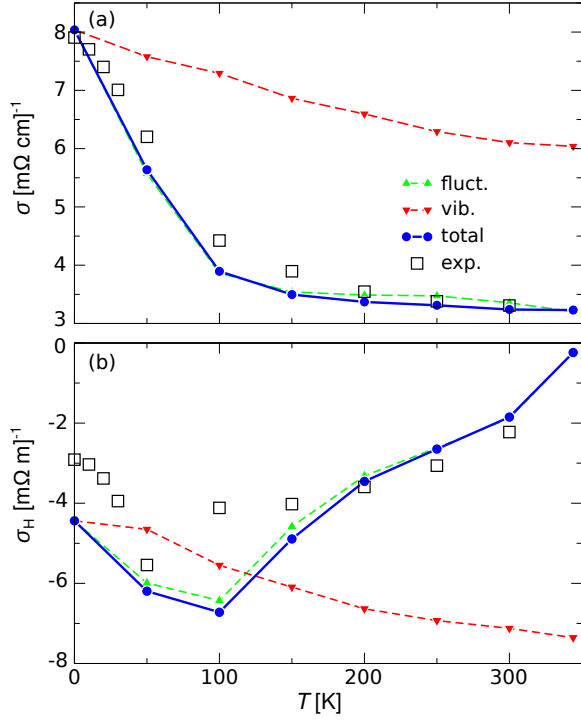 (a)
8
7
6
5
4
3
σ [mΩ cm]⁻¹
fluct.
vib.
total
exp.
(b)
0
-2
-4
-6
-8
σH [mΩ m]⁻¹
0 100 200 300
T [K]